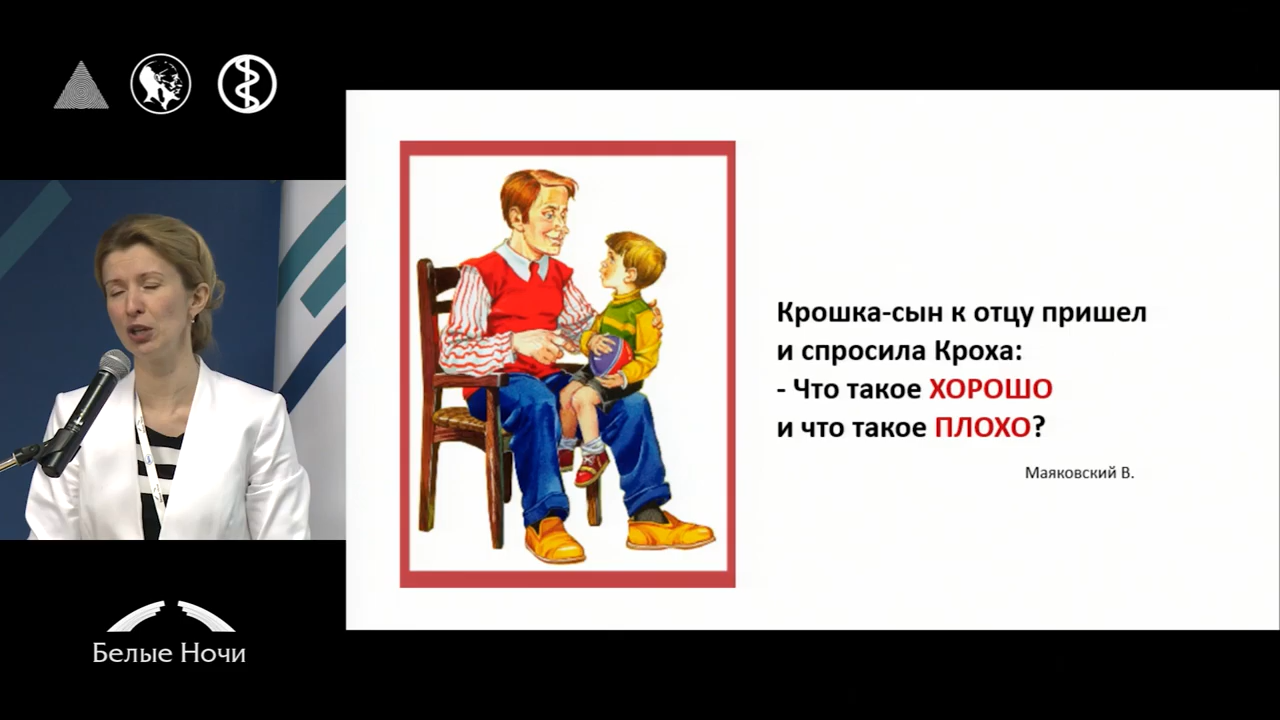 Крошка-сын к отцу пришел
и спросила Кроха:
- Что такое ХОРОШО
и что такое ПЛОХО?
Маяковский В.
Белые Ночи